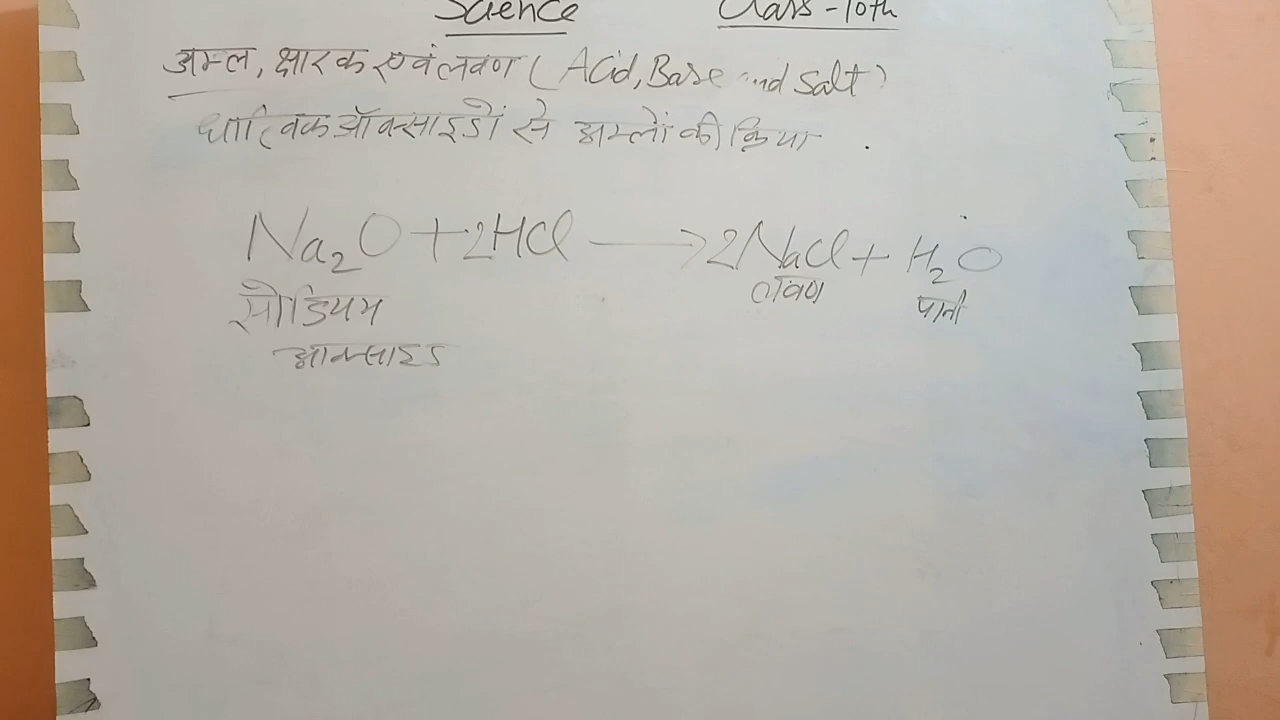 Science Class-10th
अम्ल, क्षारक एवं लवण (Acid, Base and Salt)
धात्विक ऑक्साइडों से अम्लों की क्रिया
Na₂O + 2HCl ⟶ 2NaCl + H₂O
सोडियम लवण पानी
आक्साइड